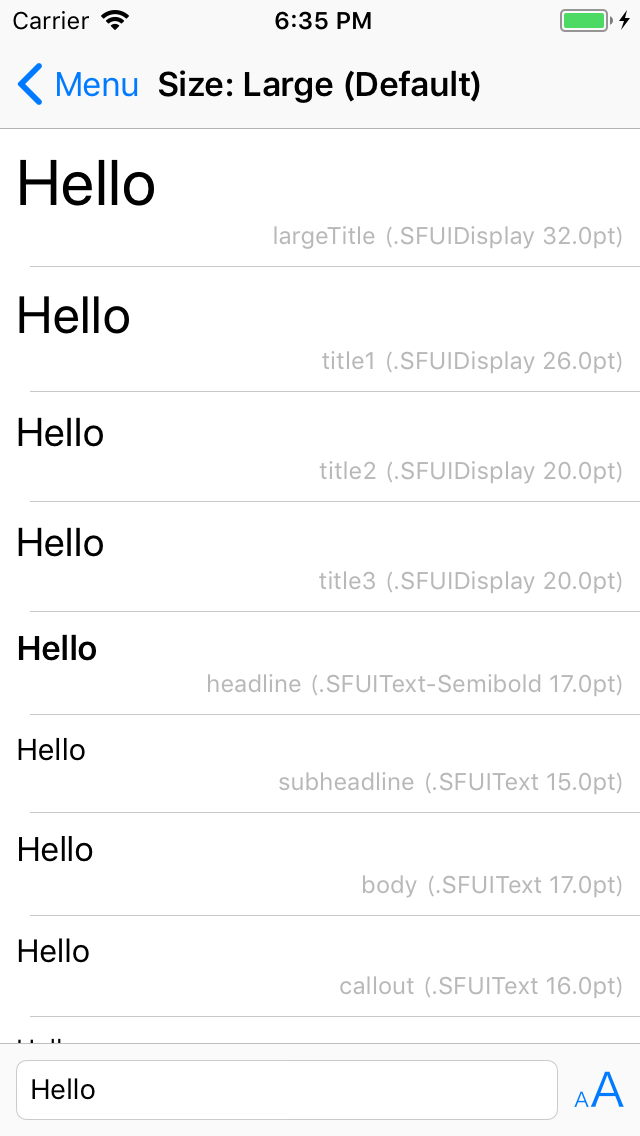 Carrier 6:35 PM
Menu Size: Large (Default)
Hello
largeTitle (.SFUIDisplay 32.0pt)
Hello
title1 (.SFUIDisplay 26.0pt)
Hello
title2 (.SFUIDisplay 20.0pt)
Hello
title3 (.SFUIDisplay 20.0pt)
Hello
headline (.SFUIText-Semibold 17.0pt)
Hello
subheadline (.SFUIText 15.0pt)
Hello
body (.SFUIText 17.0pt)
Hello
callout (.SFUIText 16.0pt)
Hello
Hello AA